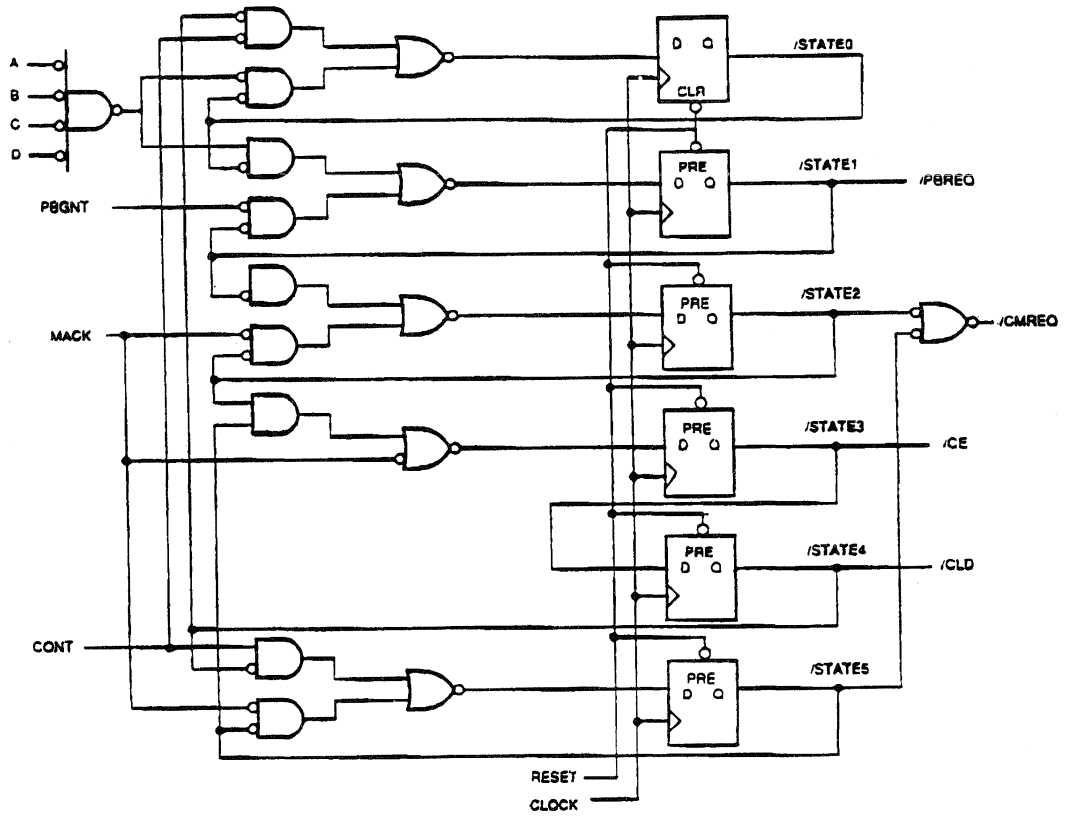 /STATE0
A
B
C
D
D Q
CLR
PRE
/STATE1
/PBREQ
D Q
PBGNT
PRE
/STATE2
D Q
/CMREQ
MACK
PRE
/STATE3
D Q
/CE
PRE
/STATE4
D Q
/CLD
CONT
PRE
/STATE5
D Q
RESET
CLOCK